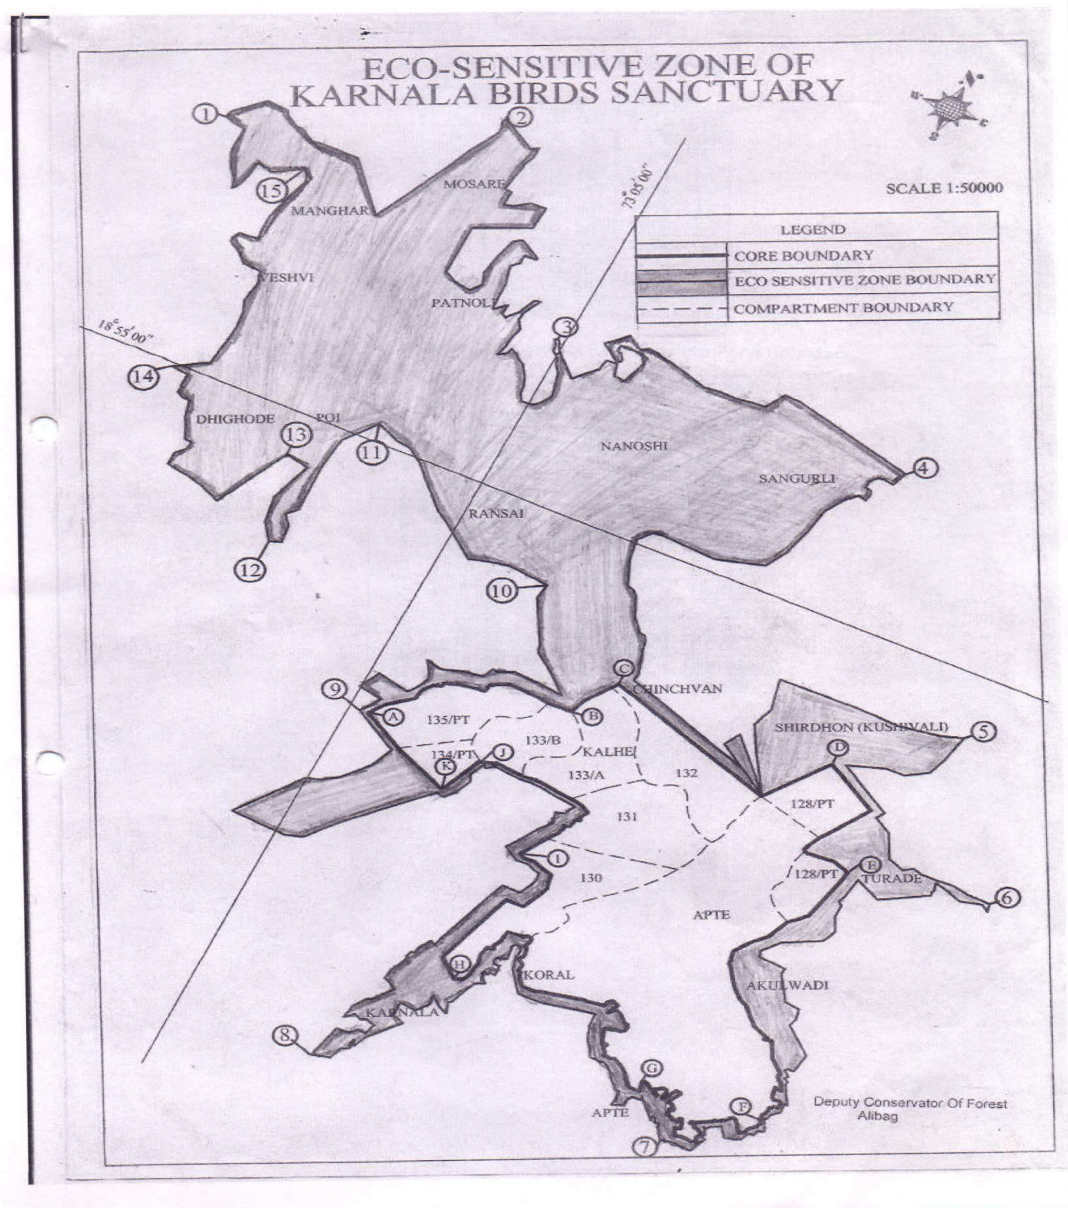 ECO-SENSITIVE ZONE OF
KARNALA BIRDS SANCTUARY
SCALE 1:50000
LEGEND
CORE BOUNDARY
ECO SENSITIVE ZONE BOUNDARY
COMPARTMENT BOUNDARY
73°05'00"
18°55'00"
1
2
15
MOSARE
MANGHAR
VESHVI
PATNOLI
3
14
DHIGHODE
POI
13
11
NANOSHI
SANGURLI
4
RANSAI
12
10
9
A
135/PT
B
C
CHINCHVAN
133/B
KALHE
SHIRDHON (KUSHIVALI)
5
134/PT
J
K
133/A
132
D
128/PT
131
I
130
128/PT
E
TURADE
6
APTE
H
KORAL
AKULWADI
KARNALA
8
G
APTE
F
7
Deputy Conservator Of Forest
Alibag